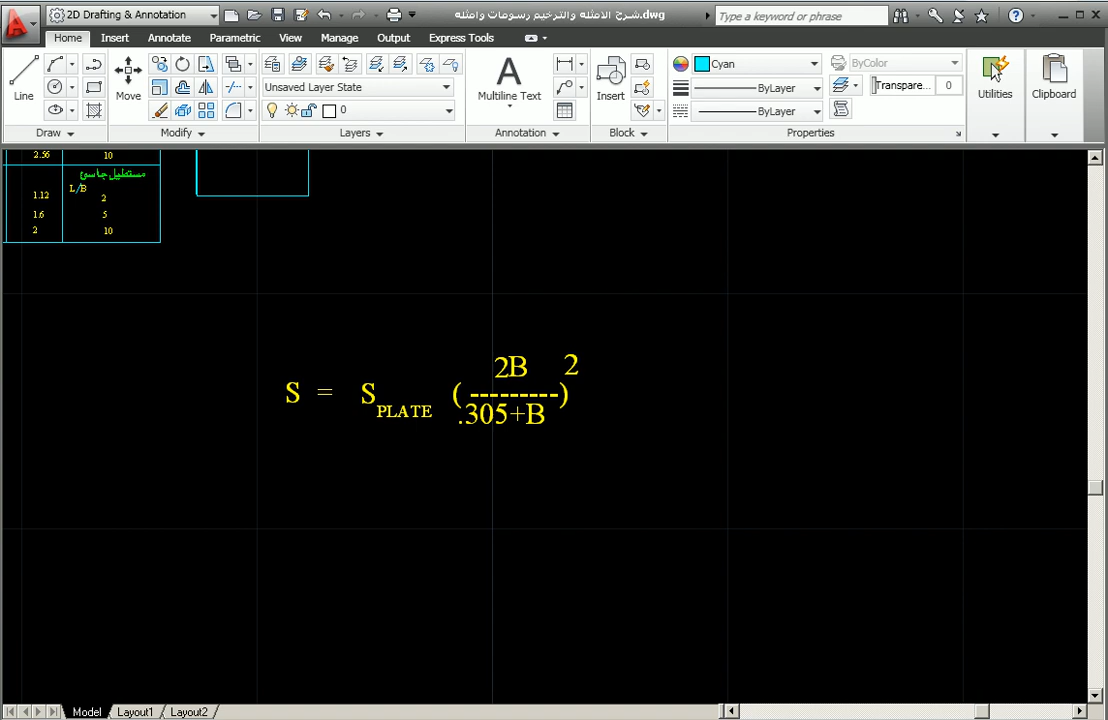 2D Drafting & Annotation
شرح الامثله والترخيم رسومات وامثله.dwg
Type a keyword or phrase
Home Insert Annotate Parametric View Manage Output Express Tools
Line
Move
Unsaved Layer State
0
Multiline Text
Insert
Cyan
ByLayer
ByLayer
ByColor
Transpare... 0
Utilities
Clipboard
Draw Modify Layers Annotation Block Properties
2.56 10
مستطيل جاسئ
L/B
1.12 2
1.6 5
2 10
2B 2
S = S PLATE ( --------- )
.305+B
Model Layout1 Layout2